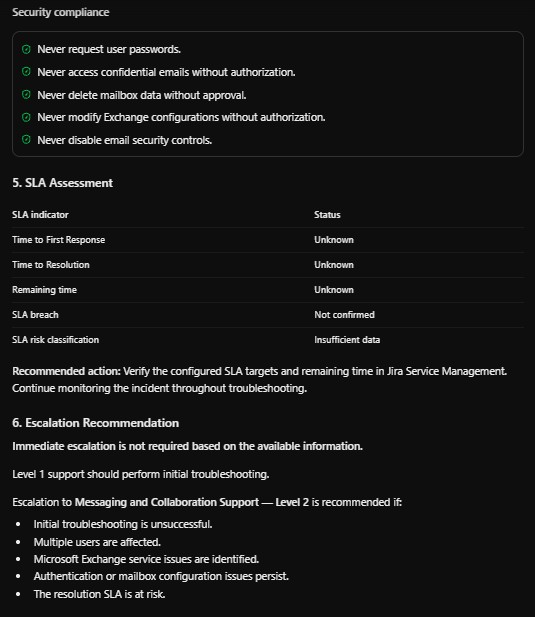 Security compliance
Never request user passwords.
Never access confidential emails without authorization.
Never delete mailbox data without approval.
Never modify Exchange configurations without authorization.
Never disable email security controls.
5. SLA Assessment
SLA indicator Status
Time to First Response Unknown
Time to Resolution Unknown
Remaining time Unknown
SLA breach Not confirmed
SLA risk classification Insufficient data
Recommended action: Verify the configured SLA targets and remaining time in Jira Service Management.
Continue monitoring the incident throughout troubleshooting.
6. Escalation Recommendation
Immediate escalation is not required based on the available information.
Level 1 support should perform initial troubleshooting.
Escalation to Messaging and Collaboration Support — Level 2 is recommended if:
• Initial troubleshooting is unsuccessful.
• Multiple users are affected.
• Microsoft Exchange service issues are identified.
• Authentication or mailbox configuration issues persist.
• The resolution SLA is at risk.